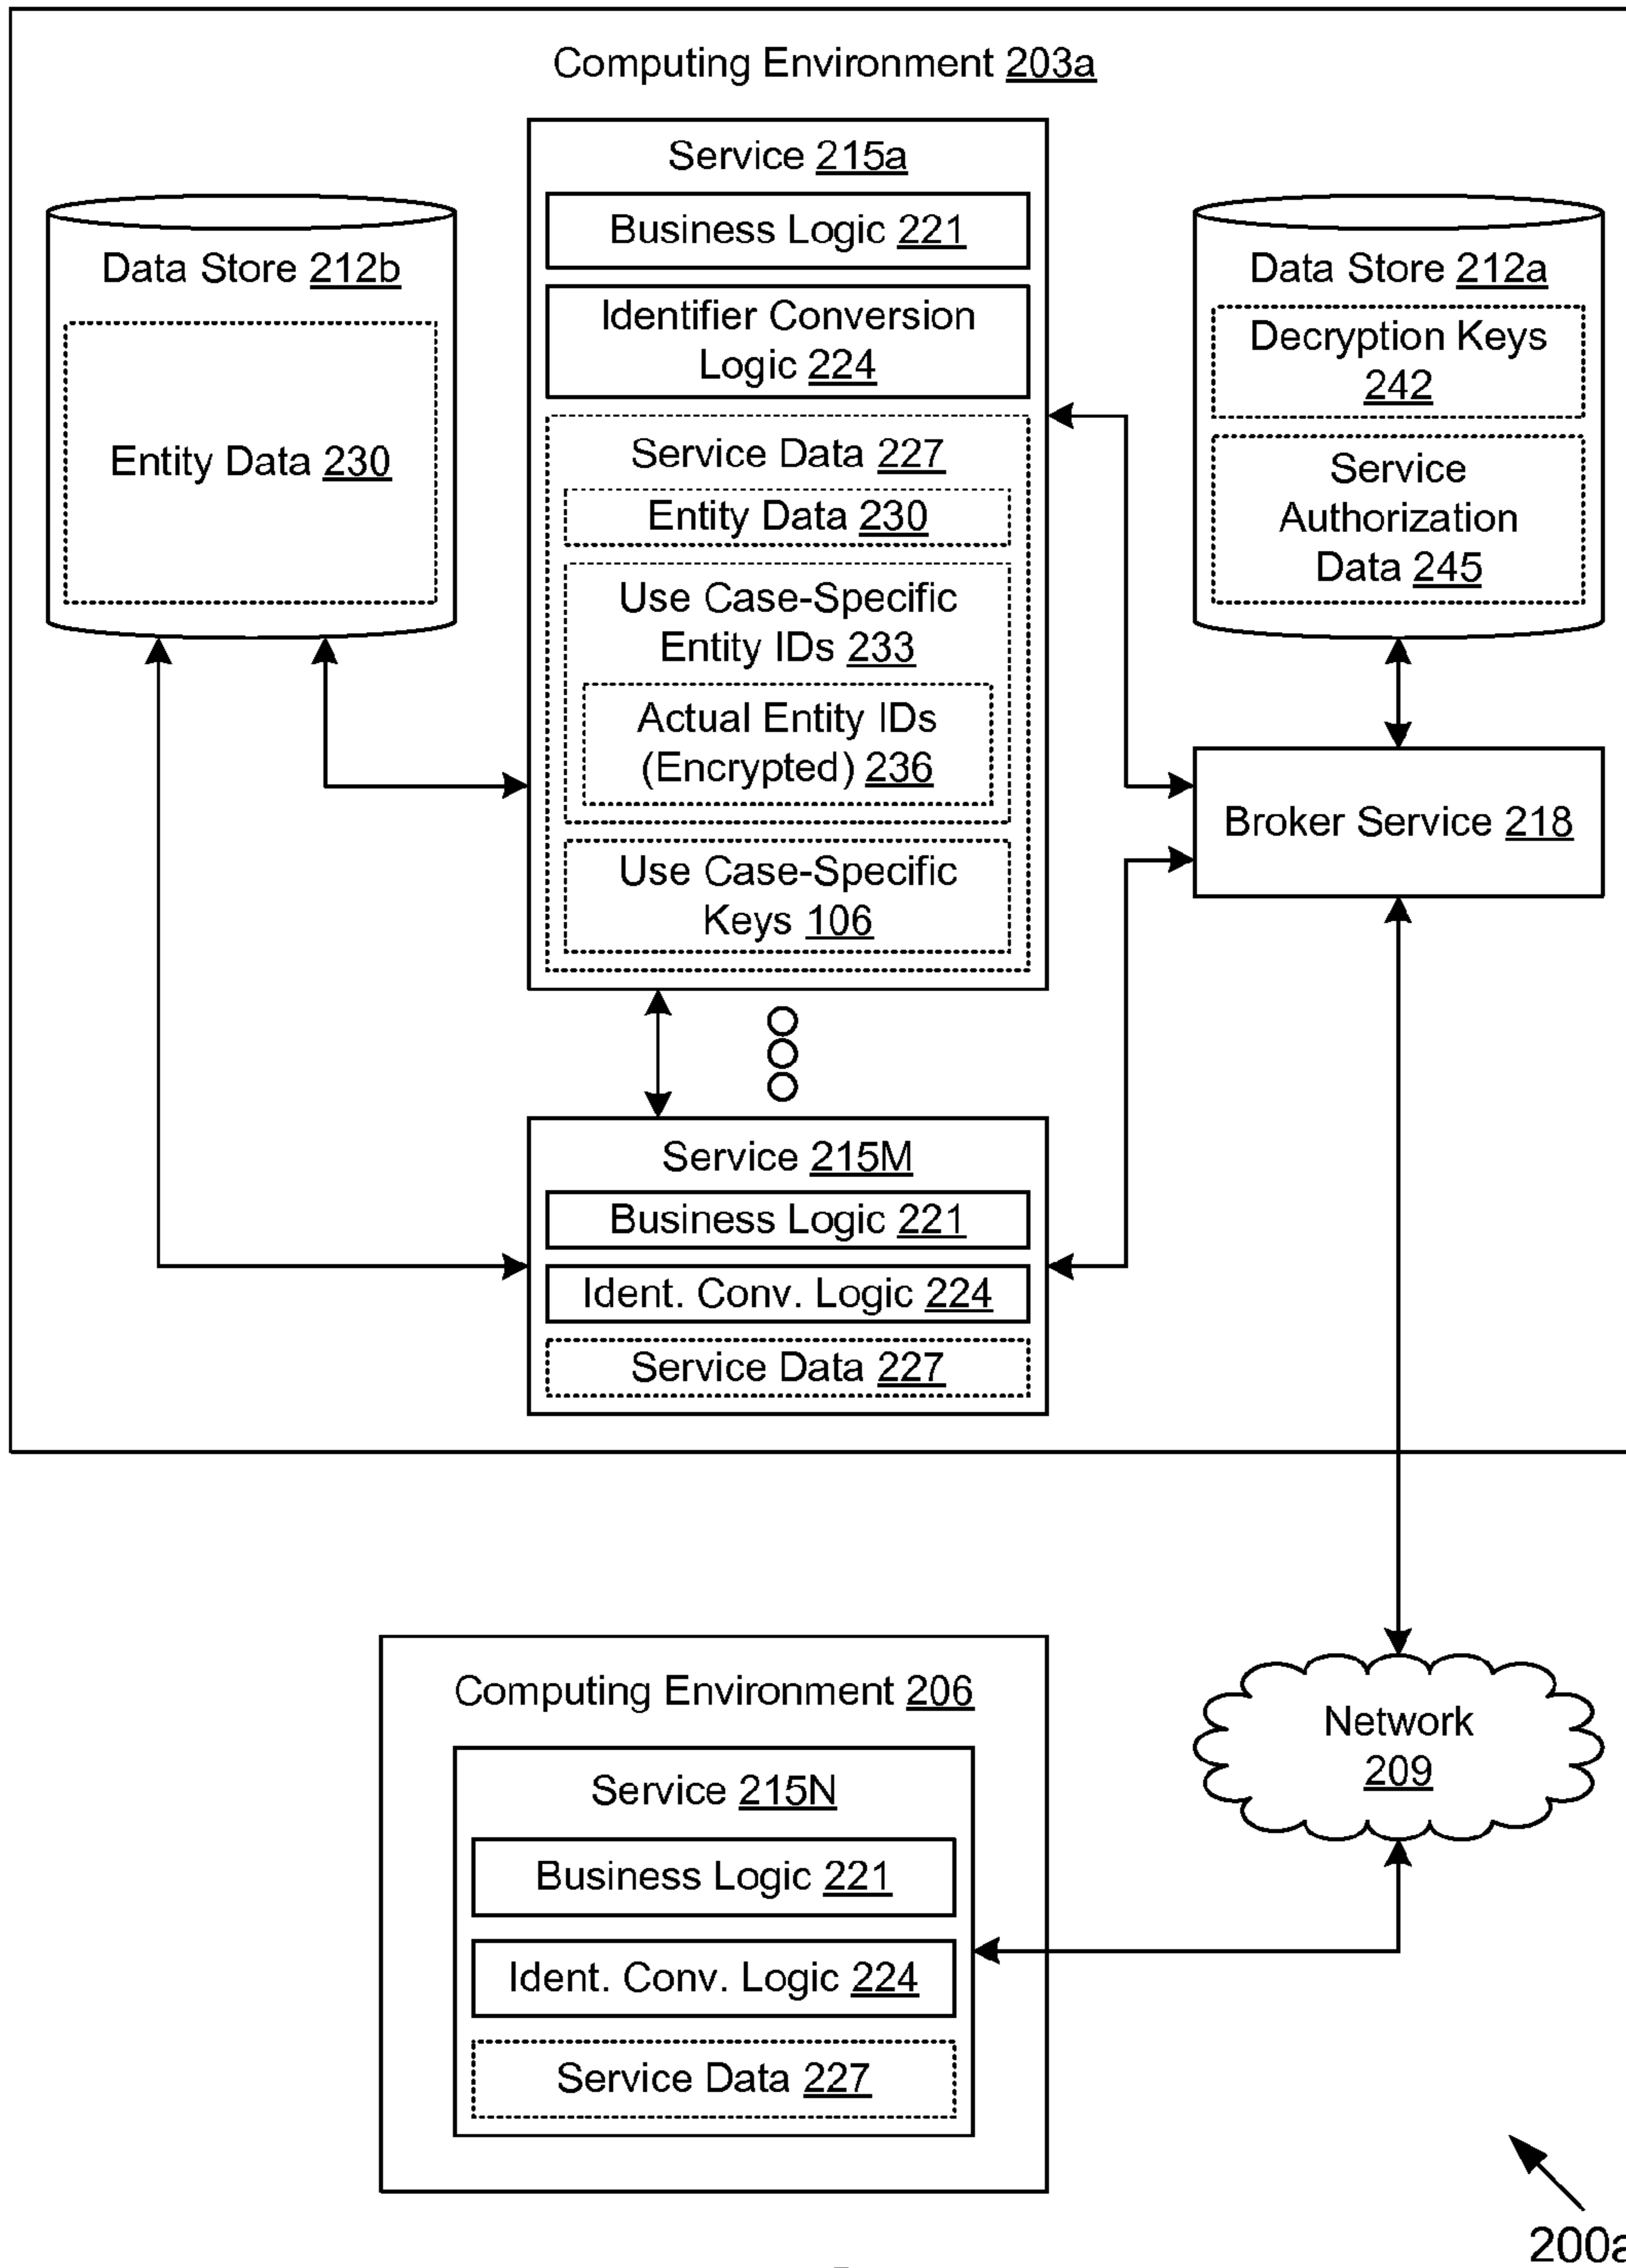 Computing Environment 203a
Service 215a
Business Logic 221
Identifier Conversion
Logic 224
Service Data 227
Entity Data 230
Use Case-Specific
Entity IDs 233
Actual Entity IDs
(Encrypted) 236
Use Case-Specific
Keys 106
Data Store 212b
Entity Data 230
Data Store 212a
Decryption Keys
242
Service
Authorization
Data 245
Broker Service 218
Service 215M
Business Logic 221
Ident. Conv. Logic 224
Service Data 227
Computing Environment 206
Service 215N
Business Logic 221
Ident. Conv. Logic 224
Service Data 227
Network
209
200a